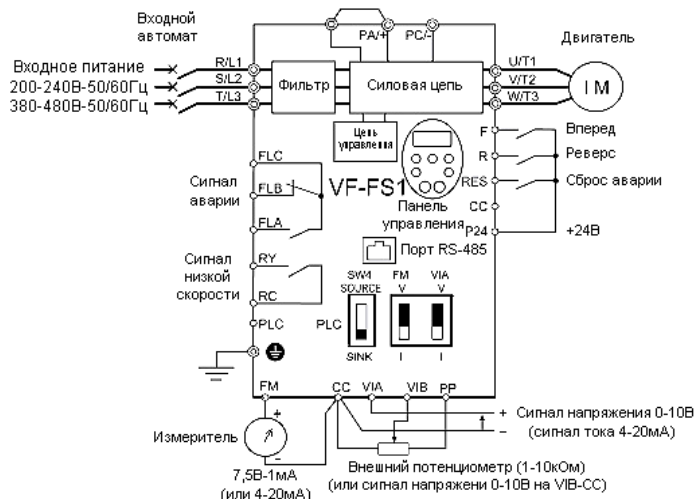 Входной
автомат
PA/+
PC/-
Двигатель
Входное питание
200-240В-50/60Гц
380-480В-50/60Гц
R/L1
S/L2
T/L3
Фильтр
Силовая цепь
U/T1
V/T2
W/T3
I M
Цепь
управления
F
Вперед
R
Реверс
RES
Сброс аварии
CC
P24
+24В
FLC
FLB
FLA
Сигнал
аварии
VF-FS1
Панель
управления
Порт RS-485
RY
RC
Сигнал
низкой
скорости
PLC
SW4
SOURCE
PLC
SINK
FM
V
I
VIA
V
I
FM
CC
VIA
VIB
PP
+
-
Измеритель
7,5В-1мА
(или 4-20мА)
+ Сигнал напряжения 0-10В
- (сигнал тока 4-20мА)
Внешний потенциометр (1-10кОм)
(или сигнал напряжени 0-10В на VIB-CC)